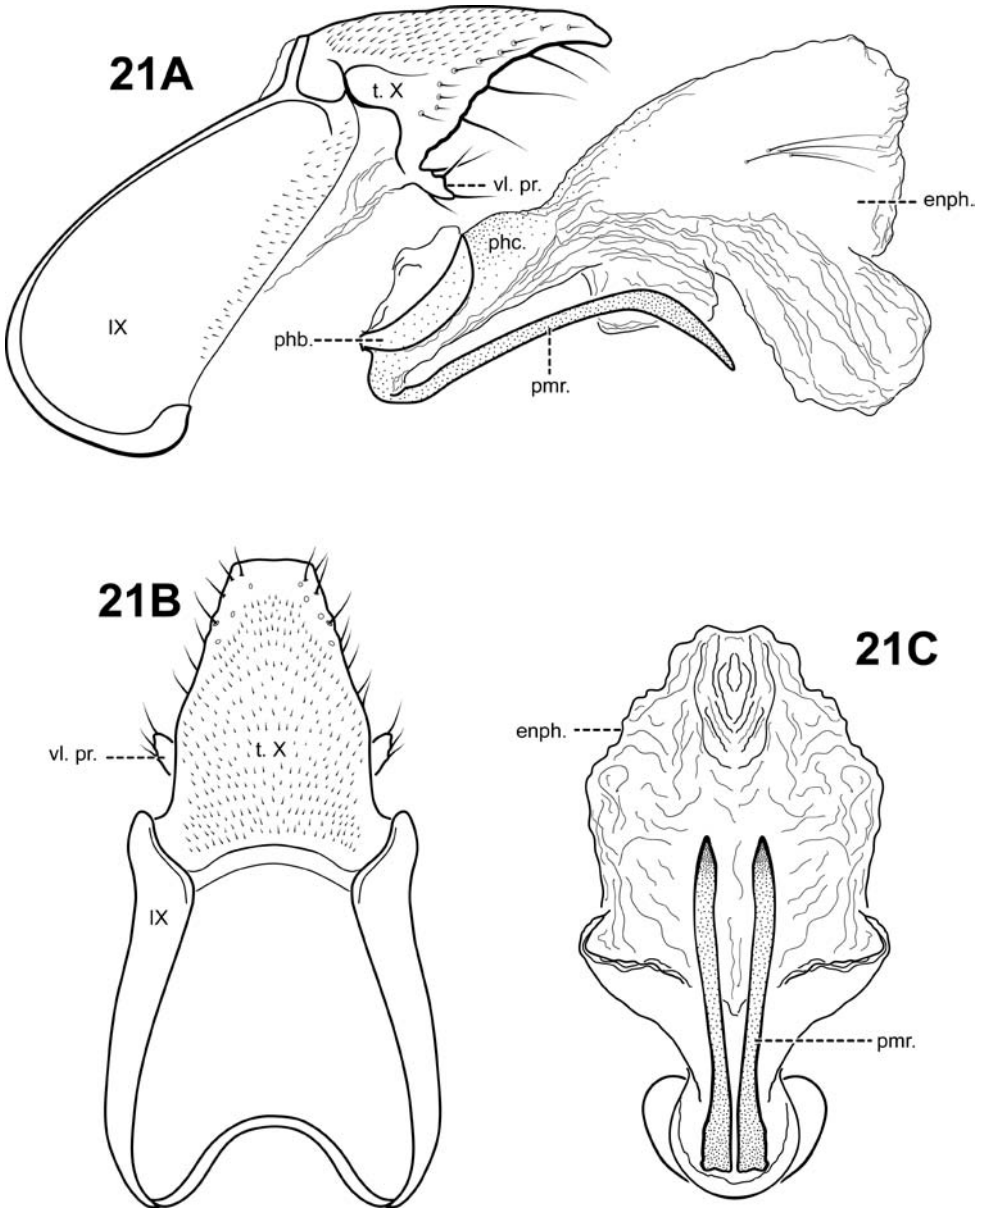 21A
t. X
vl. pr.
enph.
phc.
IX
phb.
pmr.
21B
21C
enph.
vl. pr.
t. X
IX
pmr.